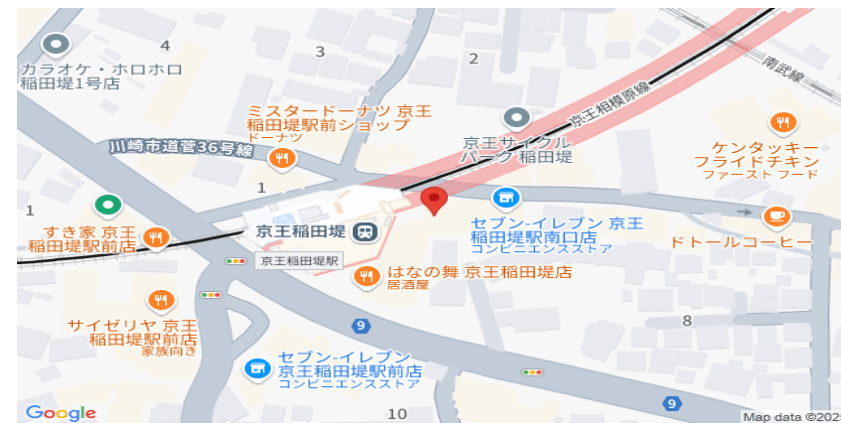 4
3
2
カラオケ・ホロホロ
稲田堤1号店
南武線
京王相模原線
ミスタードーナツ 京王
稲田堤駅前ショップ
ドーナツ
川崎市道菅36号線
京王サイクル
パーク 稲田堤
ケンタッキー
フライドチキン
ファースト フード
1
1
すき家 京王
稲田堤駅前店
京王稲田堤
京王稲田堤駅
セブン-イレブン 京王
稲田堤駅南口店
コンビニエンスストア
ドトールコーヒー
はなの舞 京王稲田堤店
居酒屋
サイゼリヤ 京王
稲田堤駅前店
家族向き
9
8
セブン-イレブン
京王稲田堤駅前店
コンビニエンスストア
9
10
Google
Map data ©2025